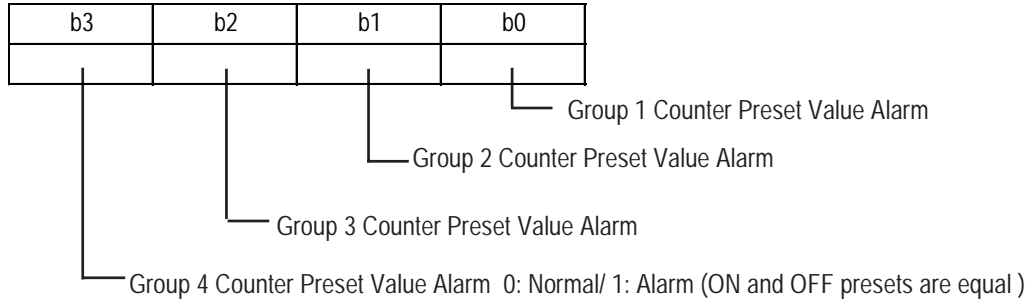 b3 b2 b1 b0
Group 1 Counter Preset Value Alarm
Group 2 Counter Preset Value Alarm
Group 3 Counter Preset Value Alarm
Group 4 Counter Preset Value Alarm 0: Normal/ 1: Alarm (ON and OFF presets are equal )